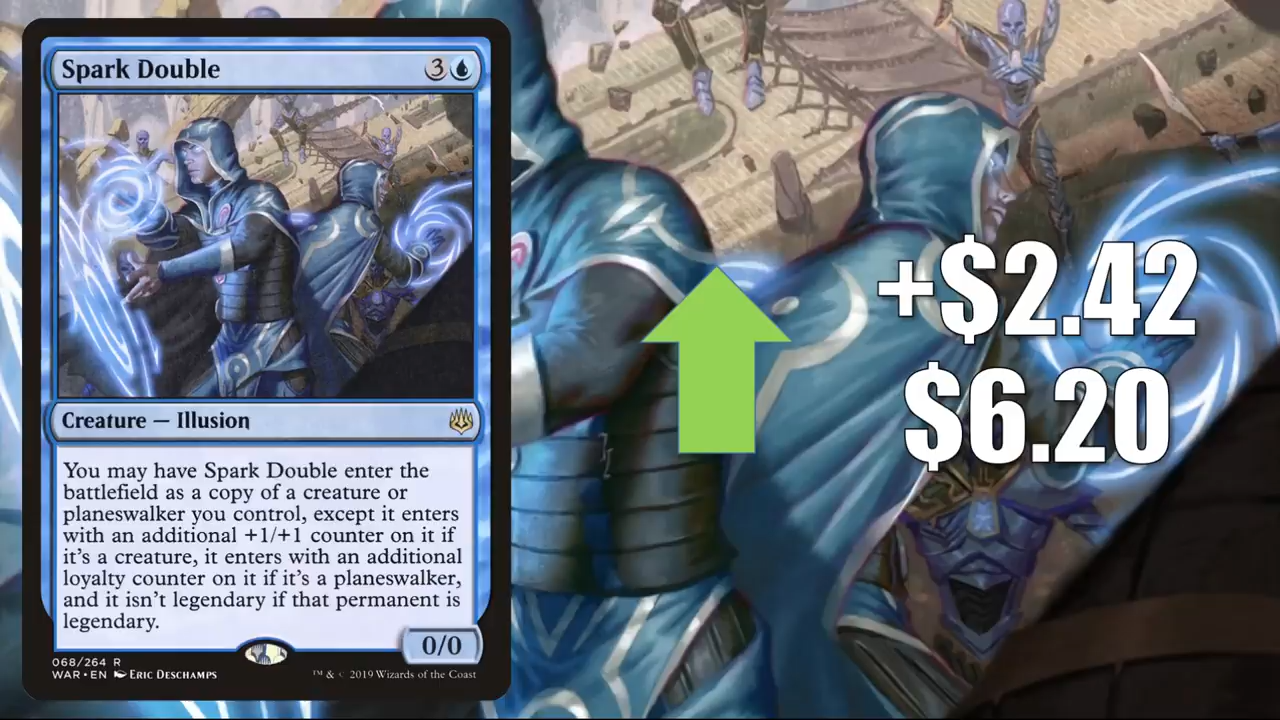 Spark Double 3
Creature — Illusion
You may have Spark Double enter the
battlefield as a copy of a creature or
planeswalker you control, except it enters
with an additional +1/+1 counter on it if
it's a creature, it enters with an additional
loyalty counter on it if it's a planeswalker,
and it isn't legendary if that permanent is
legendary.
0/0
068/264 R
WAR • EN Eric Deschamps
™ & © 2019 Wizards of the Coast
+$2.42
$6.20